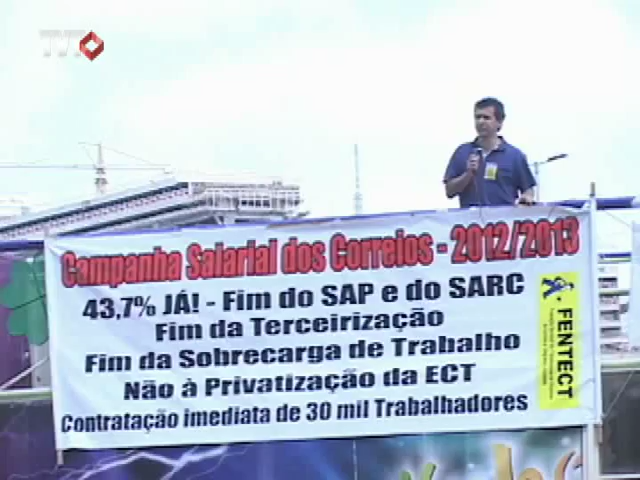 TVT
Campanha Salarial dos Correios - 2012/2013
43,7% JÁ! - Fim do SAP e do SARC
Fim da Terceirização
Fim da Sobrecarga de Trabalho
Não à Privatização da ECT
Contratação imediata de 30 mil Trabalhadores
FENTECT